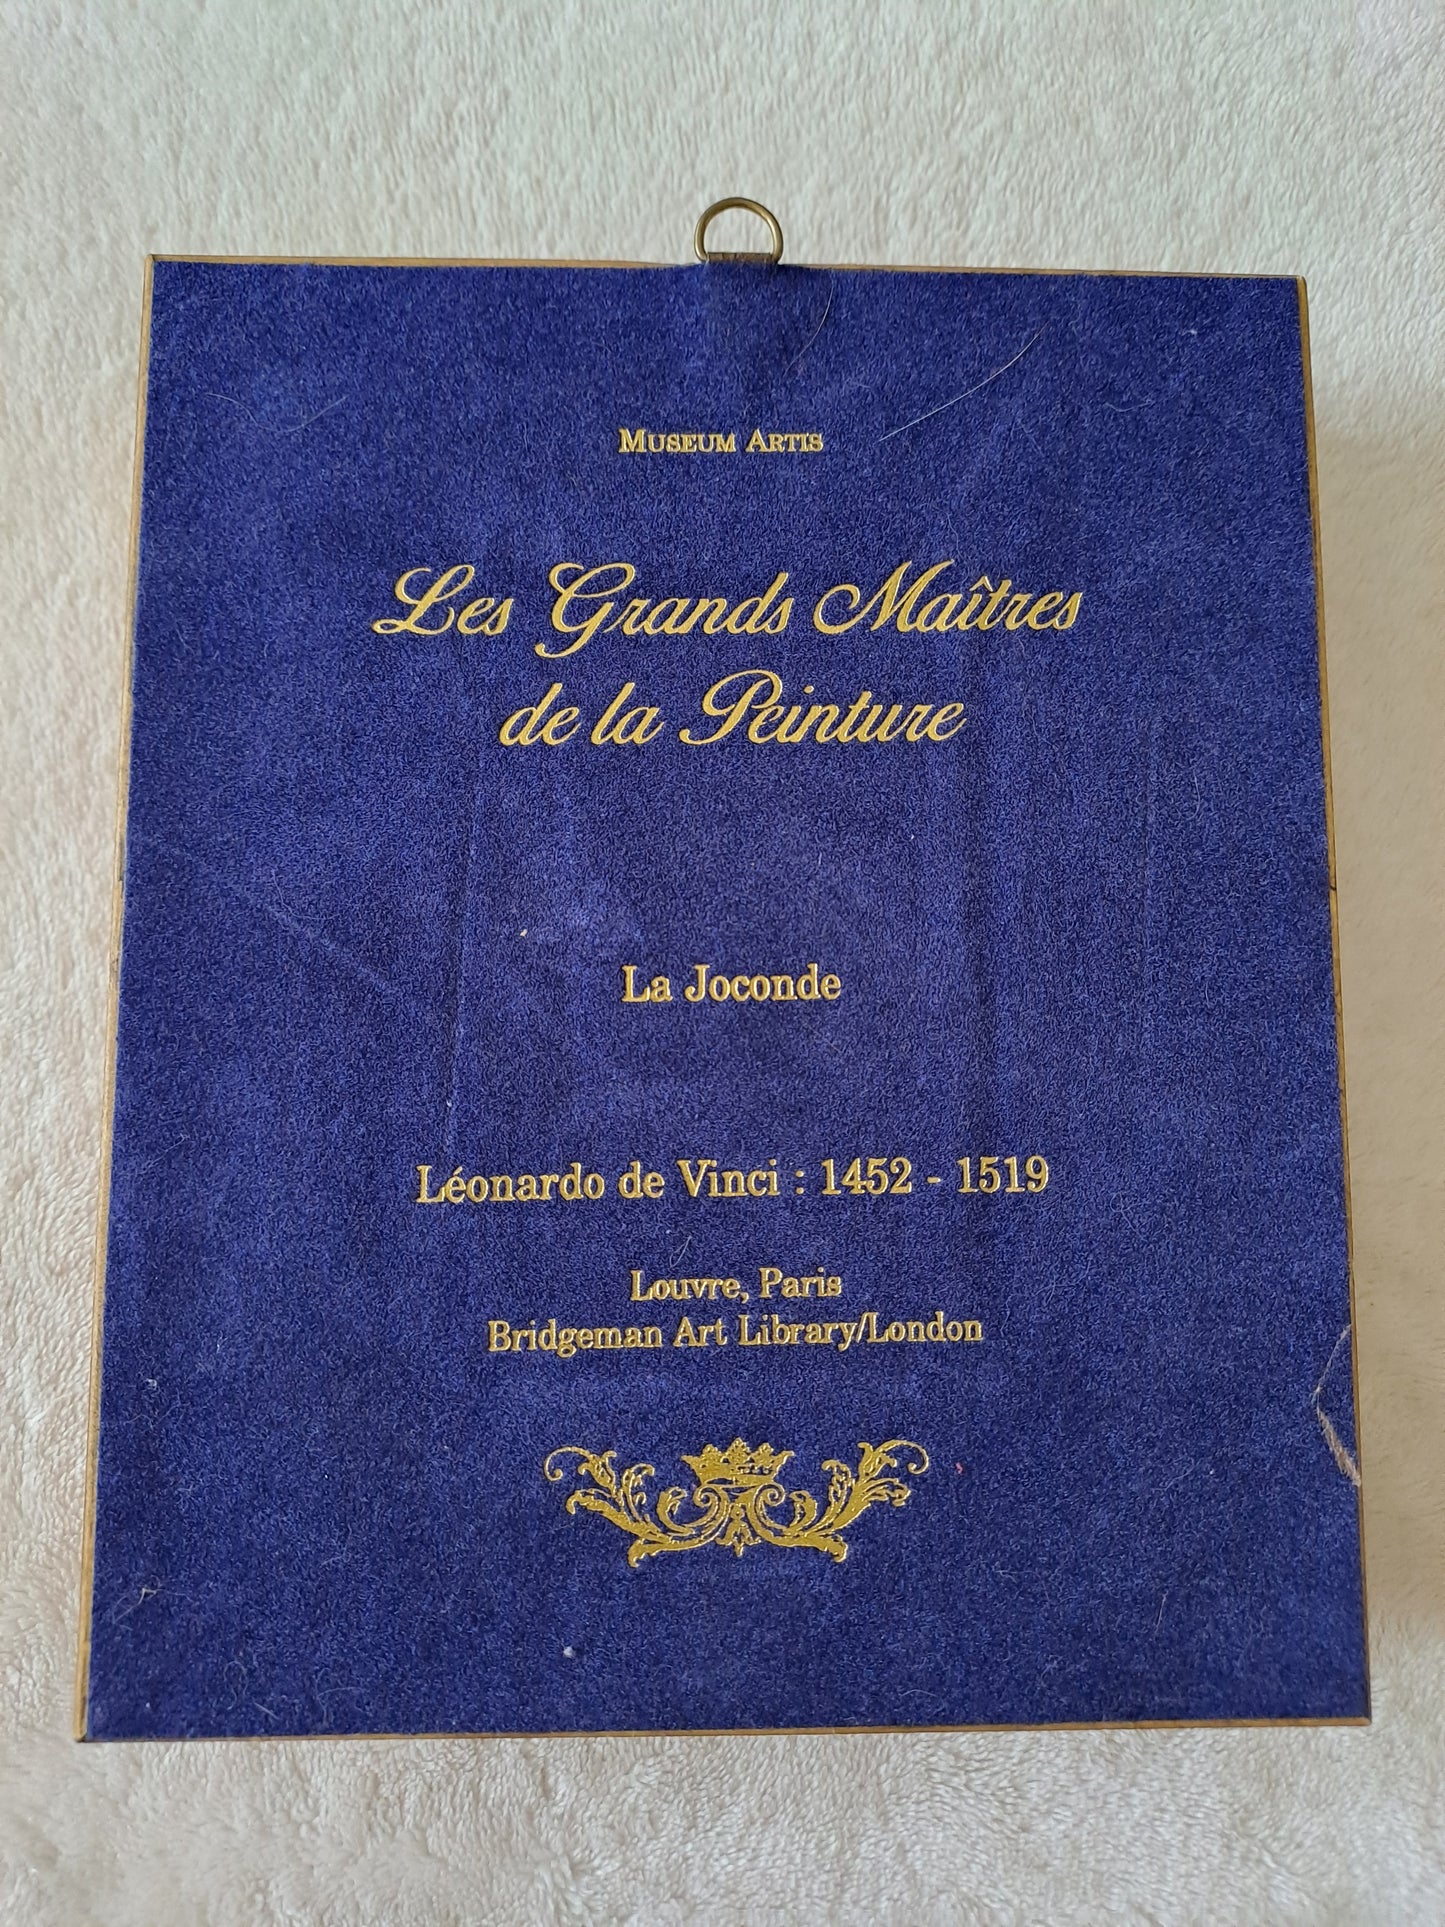 MUSEUM ARTIS
Les Grands Maîtres
de la Peinture
La Joconde
Léonardo de Vinci : 1452 - 1519
Louvre, Paris
Bridgeman Art Library/London